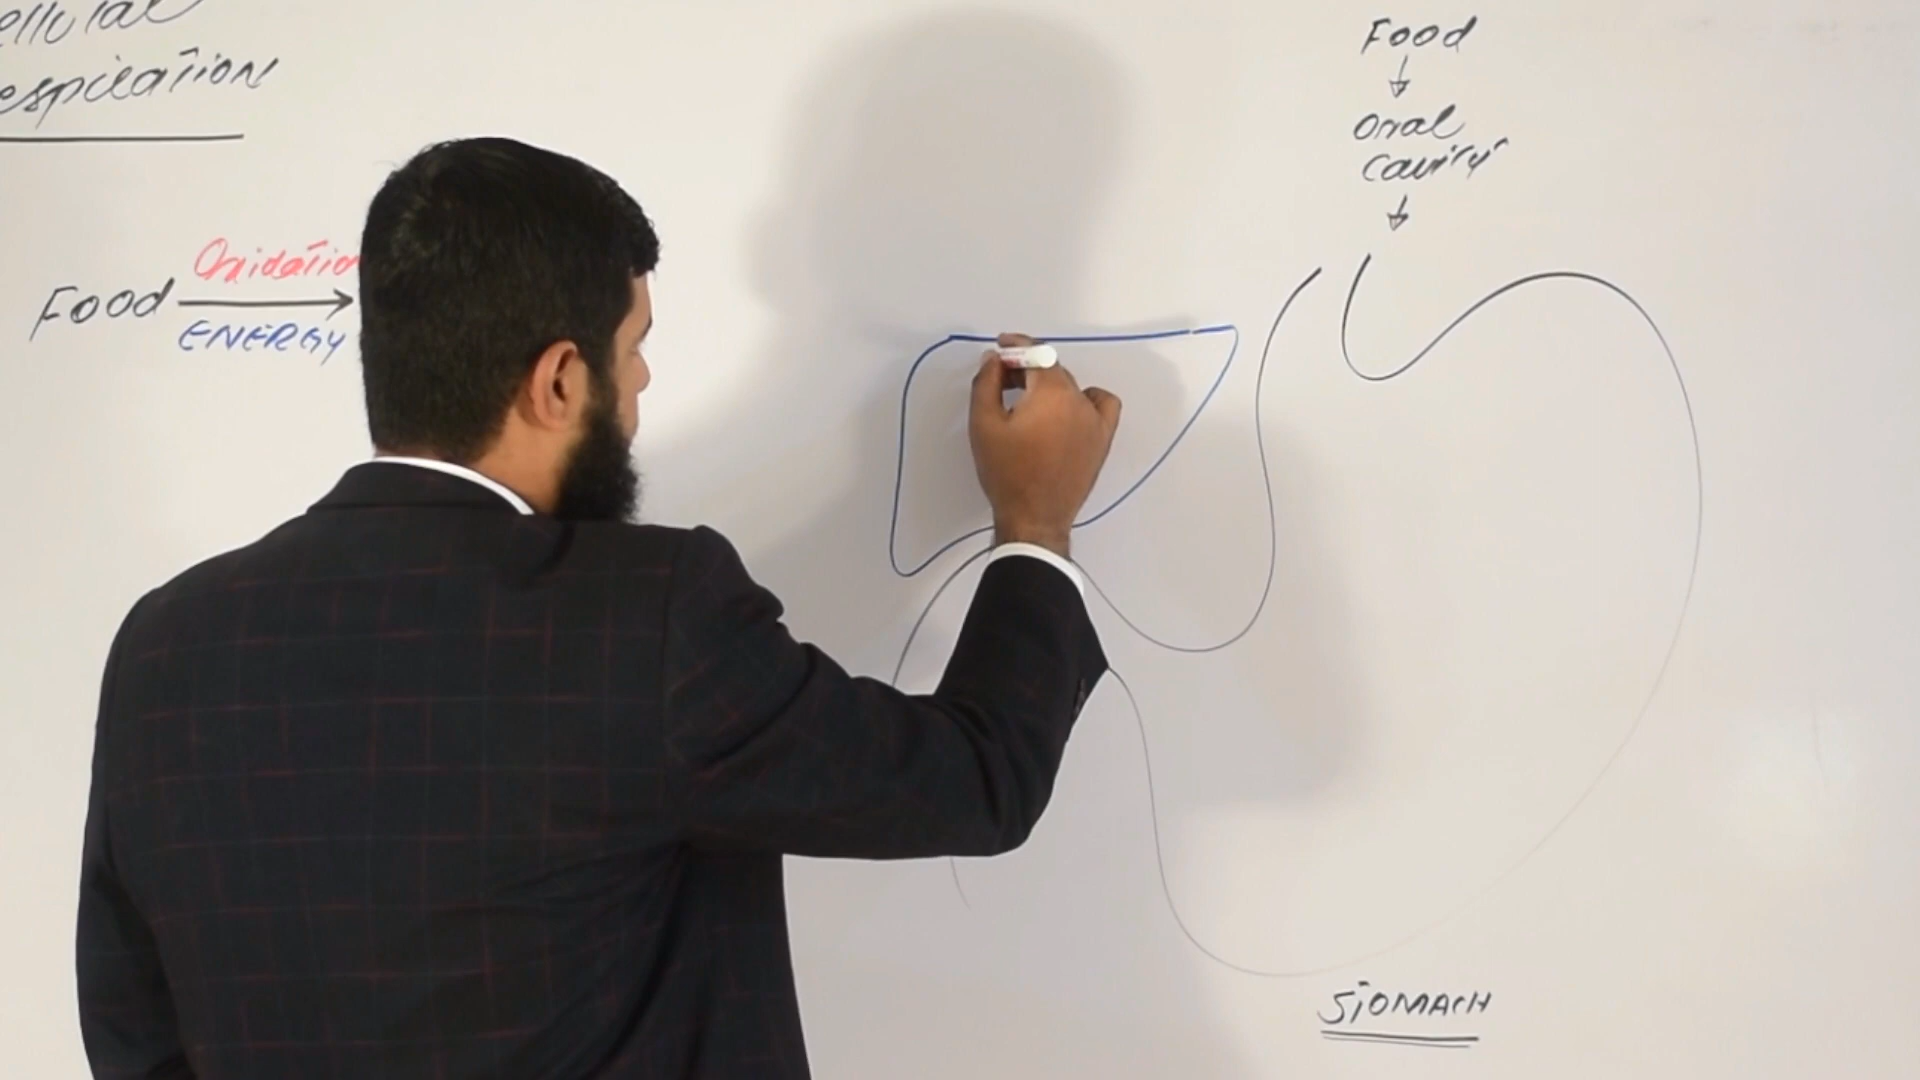 ellular
espiration
Food
Oxidation
ENERGY
Food
Oral
Cavity
STOMACH